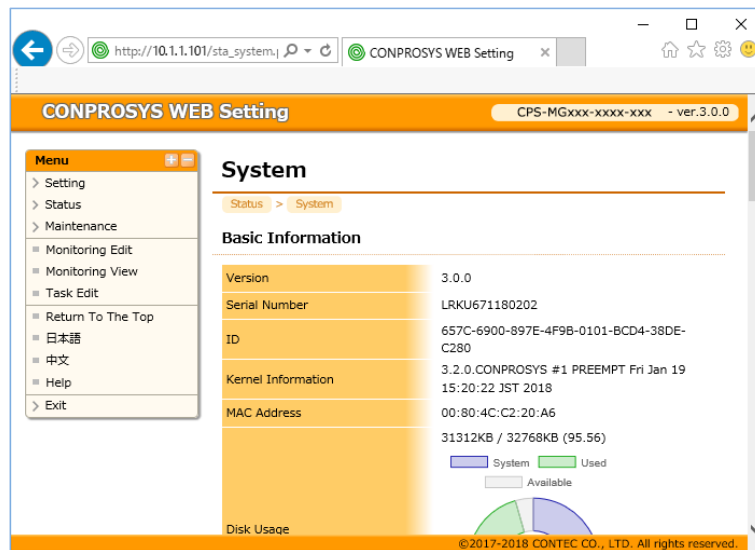 http://10.1.1.101/sta_system.
CONPROSYS WEB Setting
CONPROSYS WEB Setting
CPS-MGxxx-xxxx-xxx - ver.3.0.0
Menu
Setting
Status
Maintenance
Monitoring Edit
Monitoring View
Task Edit
Return To The Top
日本語
中文
Help
Exit
System
Status > System
Basic Information
Version 3.0.0
Serial Number LRKU671180202
ID 657C-6900-897E-4F9B-0101-BCD4-38DE-
C280
Kernel Information 3.2.0.CONPROSYS #1 PREEMPT Fri Jan 19
15:20:22 JST 2018
MAC Address 00:80:4C:C2:20:A6
31312KB / 32768KB (95.56)
System Used
Available
Disk Usage
©2017-2018 CONTEC CO., LTD. All rights reserved.